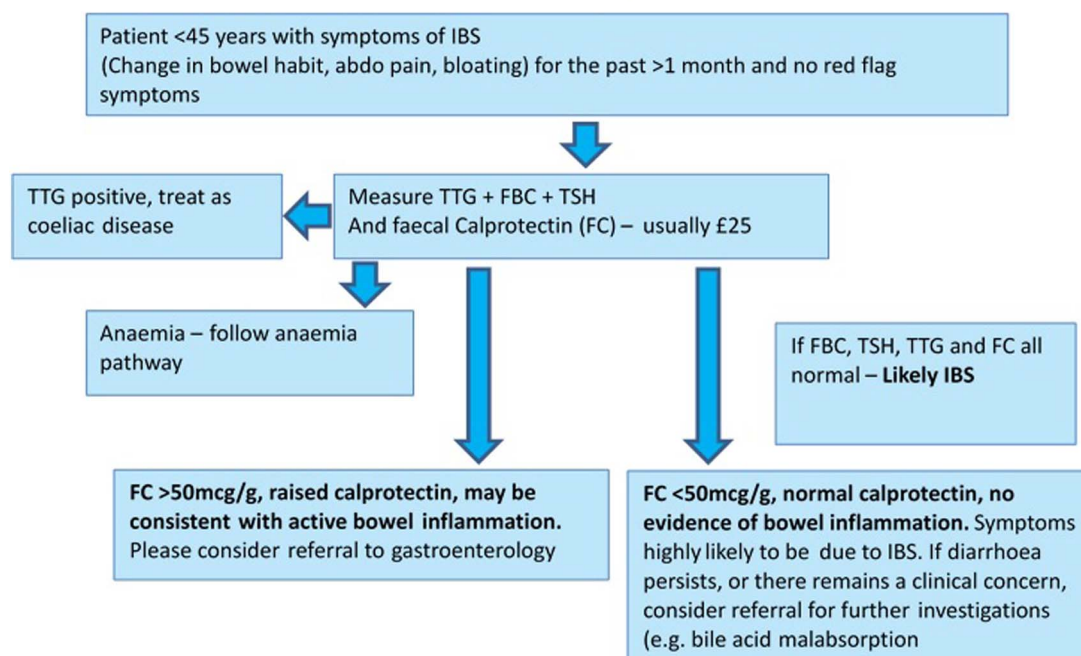 Patient <45 years with symptoms of IBS
(Change in bowel habit, abdo pain, bloating) for the past >1 month and no red flag
symptoms
TTG positive, treat as
coeliac disease
Measure TTG + FBC + TSH
And faecal Calprotectin (FC) – usually £25
Anaemia – follow anaemia
pathway
If FBC, TSH, TTG and FC all
normal – Likely IBS
FC >50mcg/g, raised calprotectin, may be
consistent with active bowel inflammation.
Please consider referral to gastroenterology
FC <50mcg/g, normal calprotectin, no
evidence of bowel inflammation. Symptoms
highly likely to be due to IBS. If diarrhoea
persists, or there remains a clinical concern,
consider referral for further investigations
(e.g. bile acid malabsorption